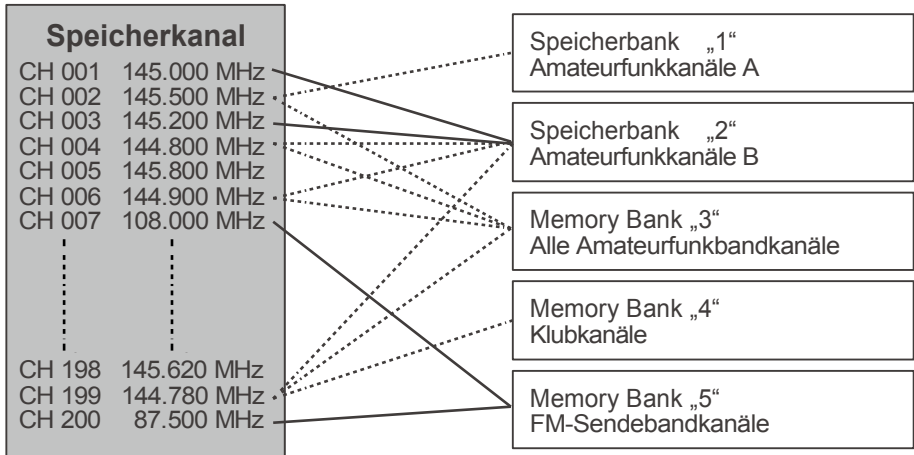 Speicherkanal
CH 001 145.000 MHz
CH 002 145.500 MHz
CH 003 145.200 MHz
CH 004 144.800 MHz
CH 005 145.800 MHz
CH 006 144.900 MHz
CH 007 108.000 MHz
CH 198 145.620 MHz
CH 199 144.780 MHz
CH 200 87.500 MHz
Speicherbank „1“
Amateurfunkkanäle A
Speicherbank „2“
Amateurfunkkanäle B
Memory Bank „3“
Alle Amateurfunkbandkanäle
Memory Bank „4“
Klubkanäle
Memory Bank „5“
FM-Sendebandkanäle